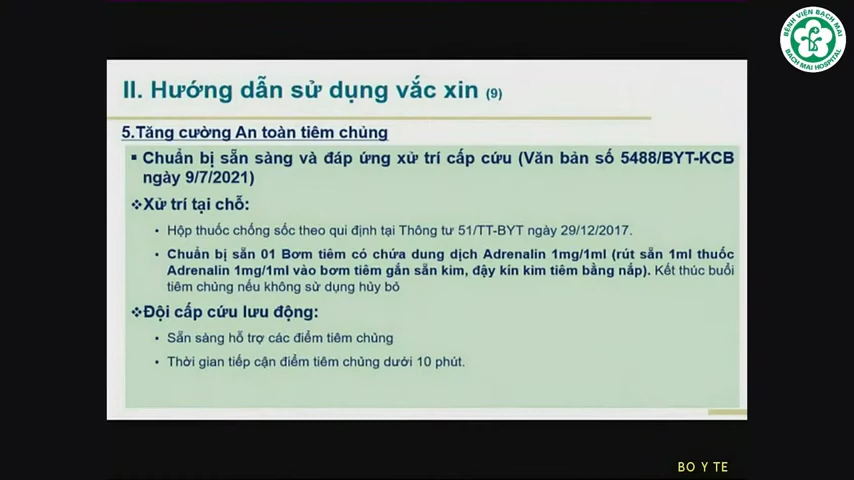 BỆNH VIỆN BẠCH MAI
BACH MAI HOSPITAL
II. Hướng dẫn sử dụng vắc xin (9)
5.Tăng cường An toàn tiêm chủng
▪ Chuẩn bị sẵn sàng và đáp ứng xử trí cấp cứu (Văn bản số 5488/BYT-KCB
ngày 9/7/2021)
❖Xử trí tại chỗ:
• Hộp thuốc chống sốc theo qui định tại Thông tư 51/TT-BYT ngày 29/12/2017.
• Chuẩn bị sẵn 01 Bơm tiêm có chứa dung dịch Adrenalin 1mg/1ml (rút sẵn 1ml thuốc
Adrenalin 1mg/1ml vào bơm tiêm gắn sẵn kim, đậy kín kim tiêm bằng nắp). Kết thúc buổi
tiêm chủng nếu không sử dụng hủy bỏ
❖Đội cấp cứu lưu động:
• Sẵn sàng hỗ trợ các điểm tiêm chủng
• Thời gian tiếp cận điểm tiêm chủng dưới 10 phút.
BO Y TE